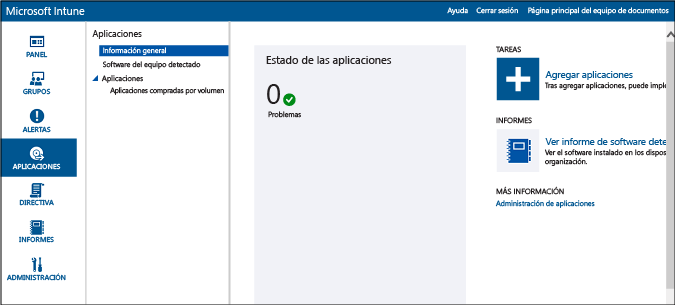 Microsoft Intune
Ayuda
Cerrar sesión
Página principal del equipo de documentos
PANEL
GRUPOS
ALERTAS
APLICACIONES
DIRECTIVA
INFORMES
ADMINISTRACIÓN
Aplicaciones
Información general
Software del equipo detectado
Aplicaciones
Aplicaciones compradas por volumen
Estado de las aplicaciones
0
Problemas
TAREAS
Agregar aplicaciones
Tras agregar aplicaciones, puede imple
INFORMES
Ver informe de software dete
Ver el software instalado en los dispos
organización.
MÁS INFORMACIÓN
Administración de aplicaciones